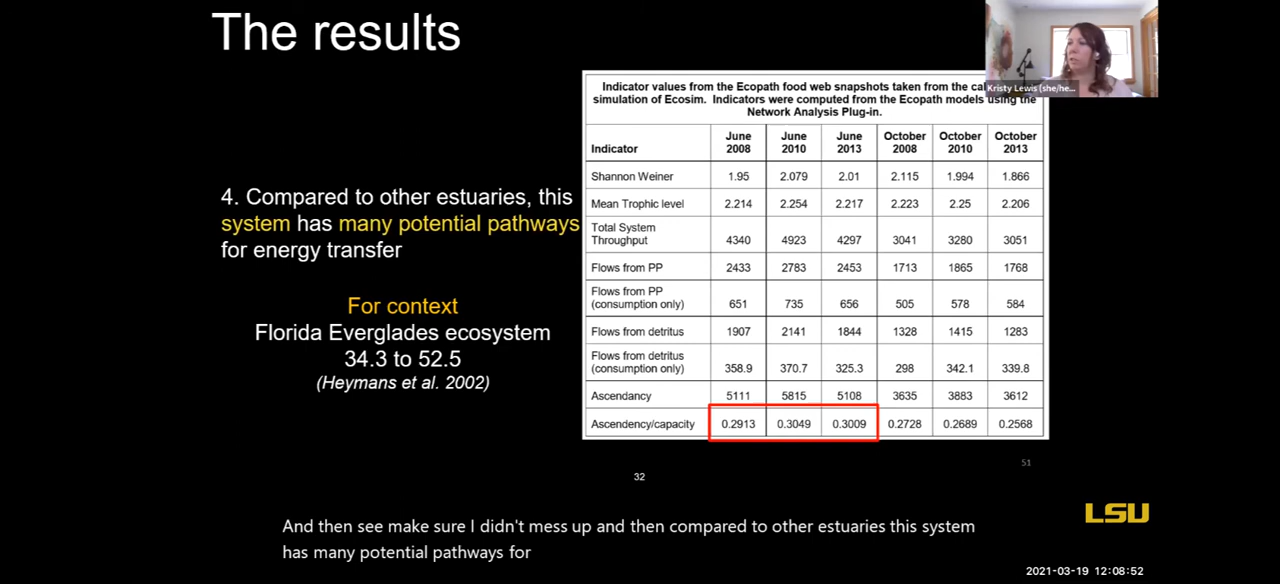 The results
Kristy Lewis (she/he...
Indicator values from the Ecopath food web snapshots taken from the
simulation of Ecosim. Indicators were computed from the Ecopath models using the
Network Analysis Plug-in.
Indicator June 2008 June 2010 June 2013 October 2008 October 2010 October 2013
Shannon Weiner 1.95 2.079 2.01 2.115 1.994 1.866
Mean Trophic level 2.214 2.254 2.217 2.223 2.25 2.206
Total System Throughput 4340 4923 4297 3041 3280 3051
Flows from PP 2433 2783 2453 1713 1865 1768
Flows from PP (consumption only) 651 735 656 505 578 584
Flows from detritus 1907 2141 1844 1328 1415 1283
Flows from detritus (consumption only) 358.9 370.7 325.3 298 342.1 339.8
Ascendancy 5111 5815 5108 3635 3883 3612
Ascendency/capacity 0.2913 0.3049 0.3009 0.2728 0.2689 0.2568
4. Compared to other estuaries, this
system has many potential pathways
for energy transfer
For context
Florida Everglades ecosystem
34.3 to 52.5
(Heymans et al. 2002)
51
32
LSU
And then see make sure I didn't mess up and then compared to other estuaries this system
has many potential pathways for
2021-03-19 12:08:52